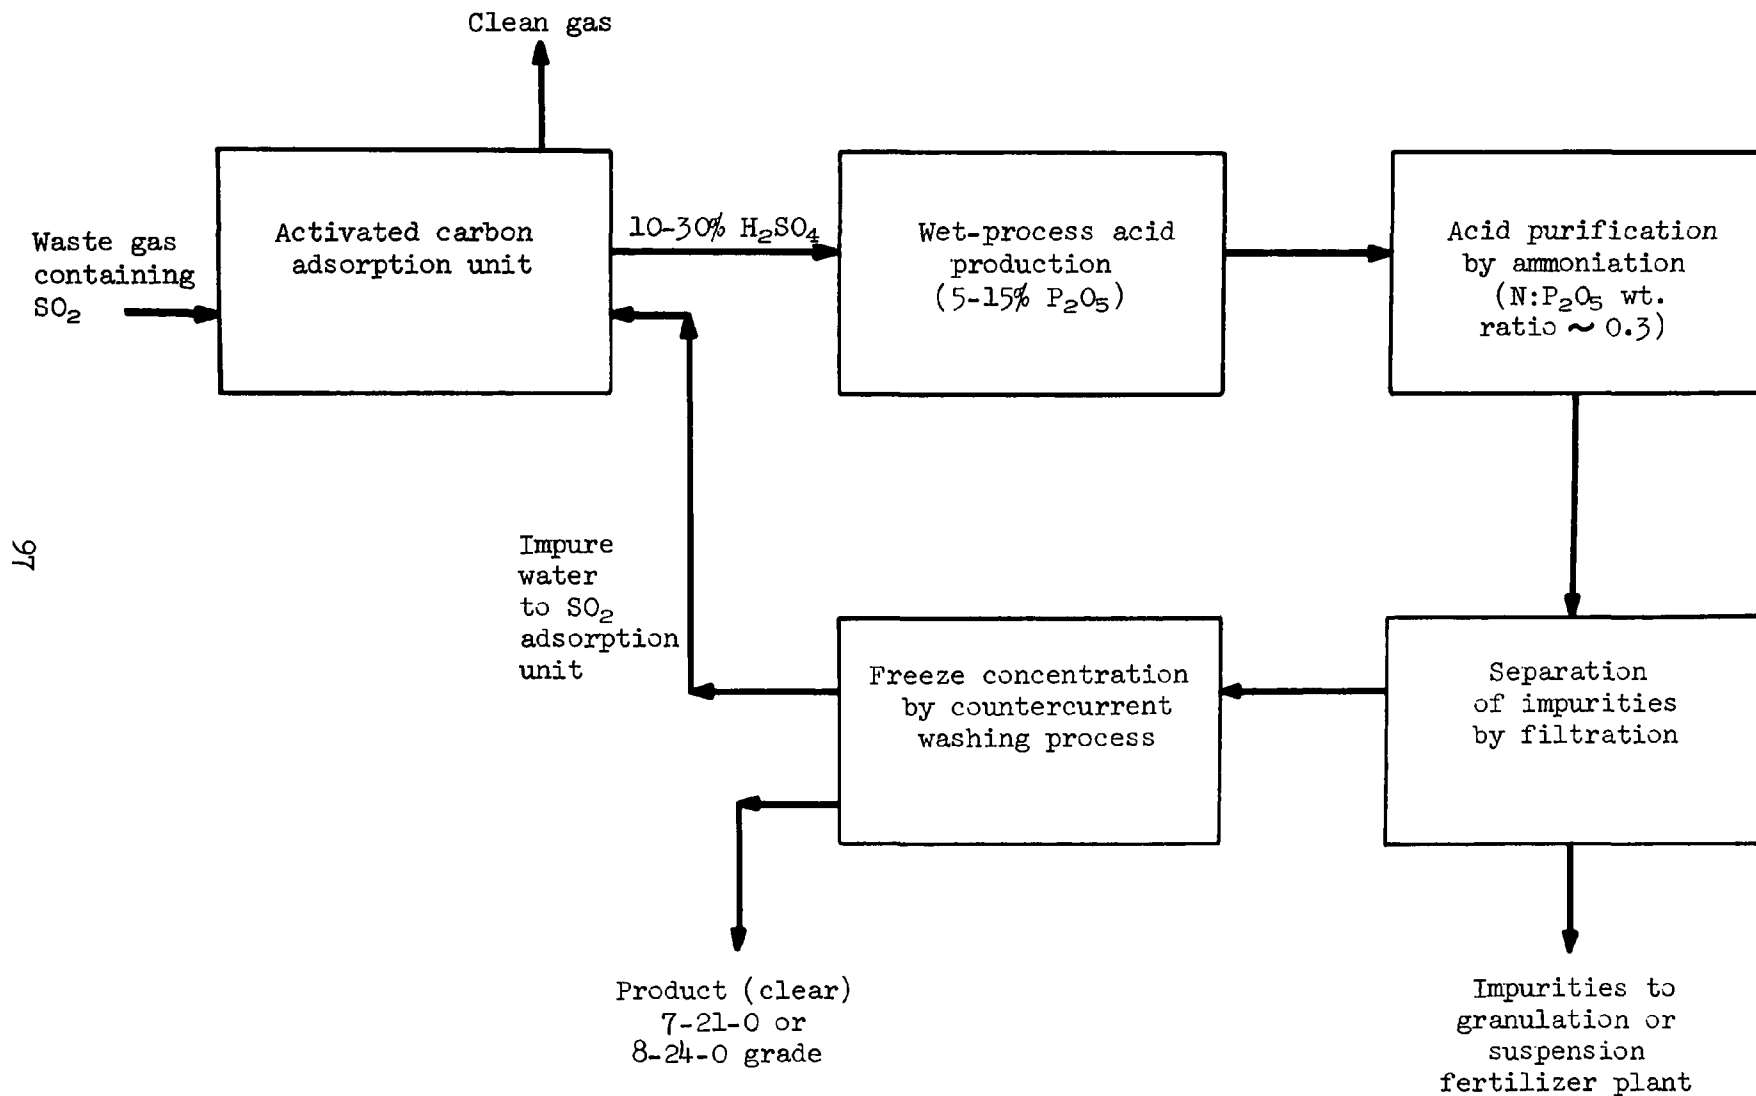 Clean gas
Waste gas
containing
SO₂
Activated carbon
adsorption unit
10-30% H₂SO₄
Wet-process acid
production
(5-15% P₂O₅)
Acid purification
by ammoniation
(N:P₂O₅ wt.
ratio ~ 0.3)
97
Impure
water
to SO₂
adsorption
unit
Freeze concentration
by countercurrent
washing process
Separation
of impurities
by filtration
Product (clear)
7-21-0 or
8-24-0 grade
Impurities to
granulation or
suspension
fertilizer plant